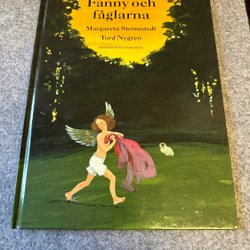 Fanny och
fåglarna
Margareta Strömstedt
Tord Nygren